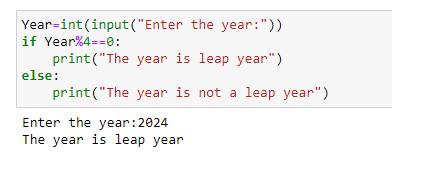 Year=int(input("Enter the year:"))
if Year%4==0:
    print("The year is leap year")
else:
    print("The year is not a leap year")
Enter the year:2024
The year is leap year